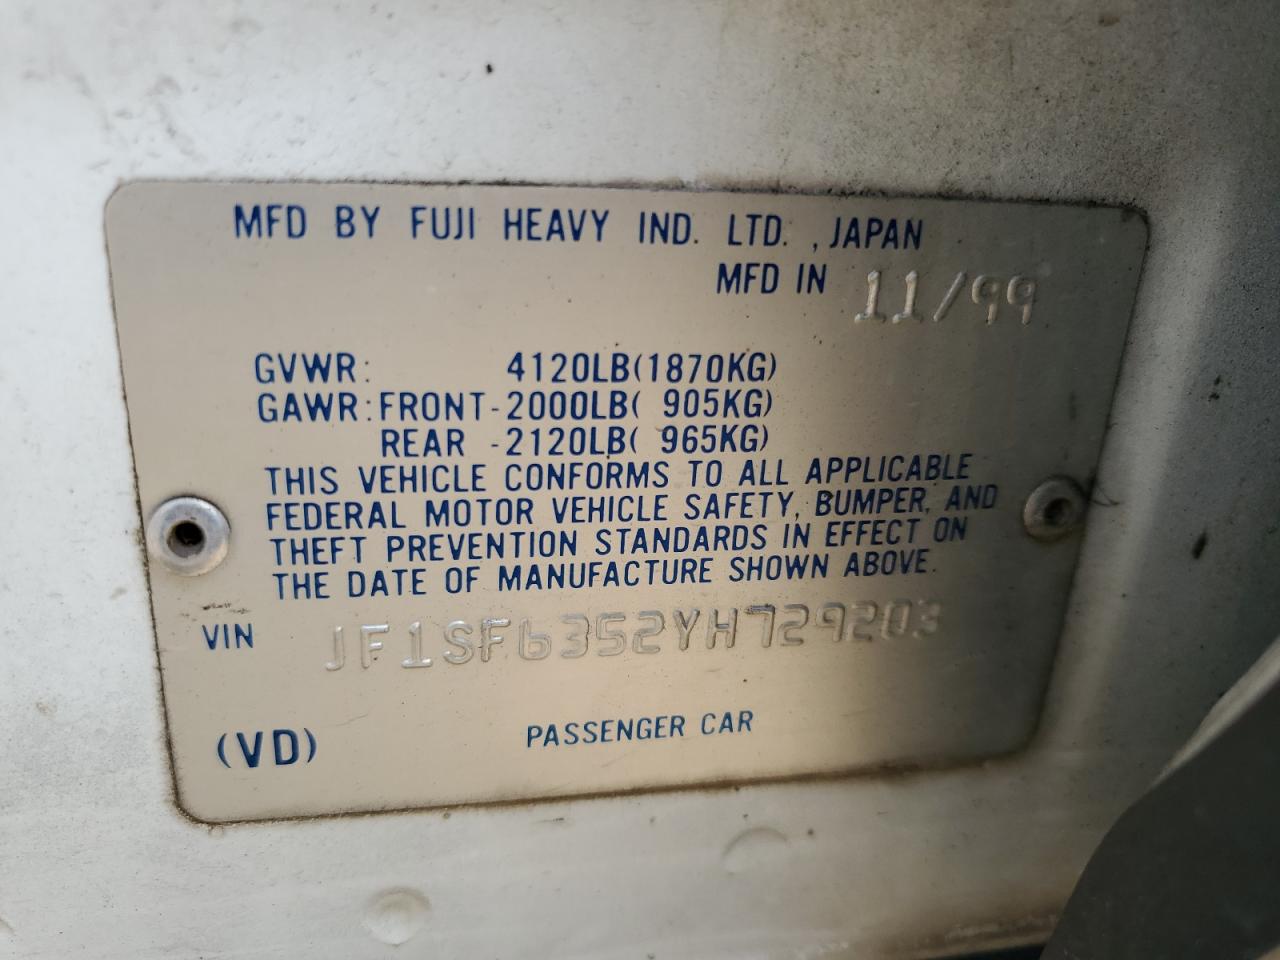 MFD BY FUJI HEAVY IND. LTD. , JAPAN
MFD IN 11/99
GVWR: 4120LB(1870KG)
GAWR:FRONT-2000LB( 905KG)
REAR -2120LB( 965KG)
THIS VEHICLE CONFORMS TO ALL APPLICABLE
FEDERAL MOTOR VEHICLE SAFETY, BUMPER, AND
THEFT PREVENTION STANDARDS IN EFFECT ON
THE DATE OF MANUFACTURE SHOWN ABOVE.
VIN JF1SF6352YH729203
(VD) PASSENGER CAR